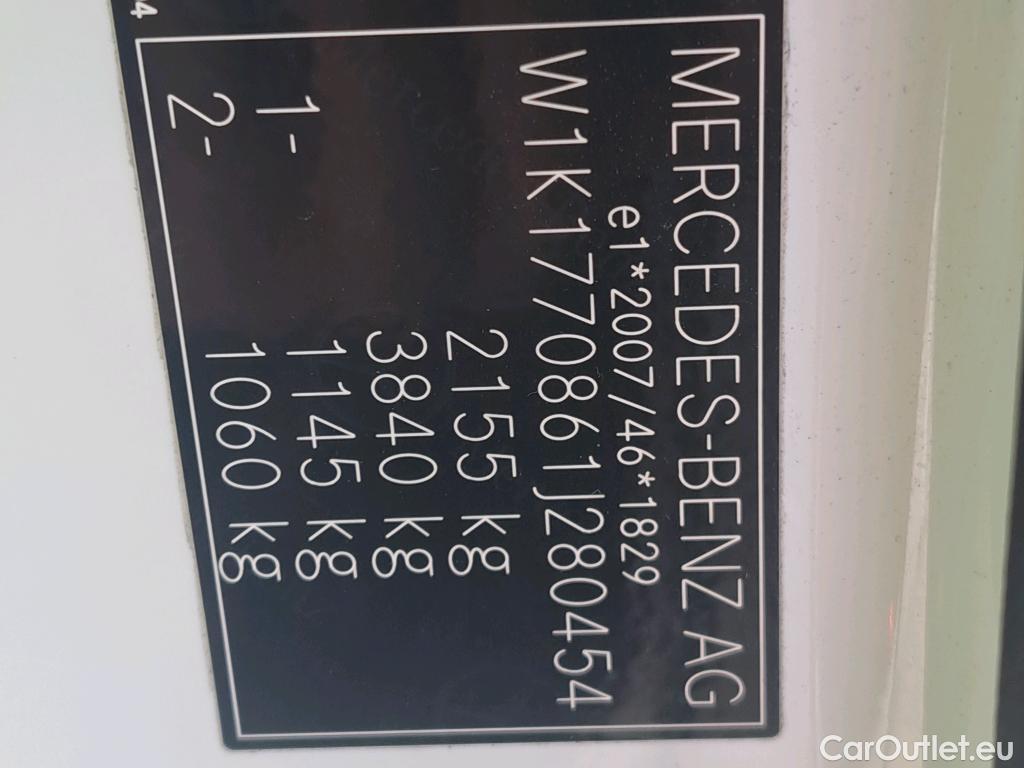 MERCEDES-BENZ AG
e1*2007/46*1829
W1K1770861J280454
2155 kg
3840 kg
1- 1145 kg
2- 1060 kg
4
CarOutlet.eu